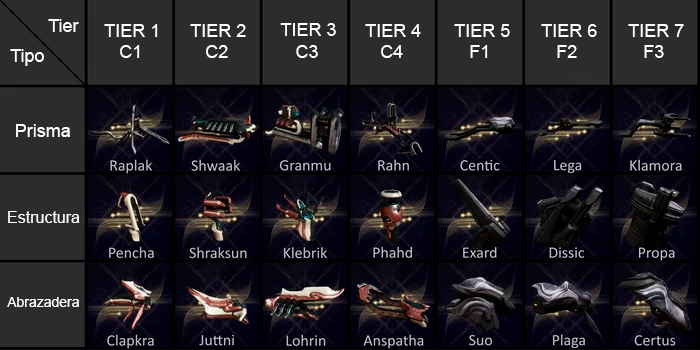 Tier
Tipo
TIER 1
C1
TIER 2
C2
TIER 3
C3
TIER 4
C4
TIER 5
F1
TIER 6
F2
TIER 7
F3
Prisma
Raplak
Shwaak
Granmu
Rahn
Centic
Lega
Klamora
Estructura
Pencha
Shraksun
Klebrik
Phahd
Exard
Dissic
Propa
Abrazadera
Clapkra
Juttni
Lohrin
Anspatha
Suo
Plaga
Certus